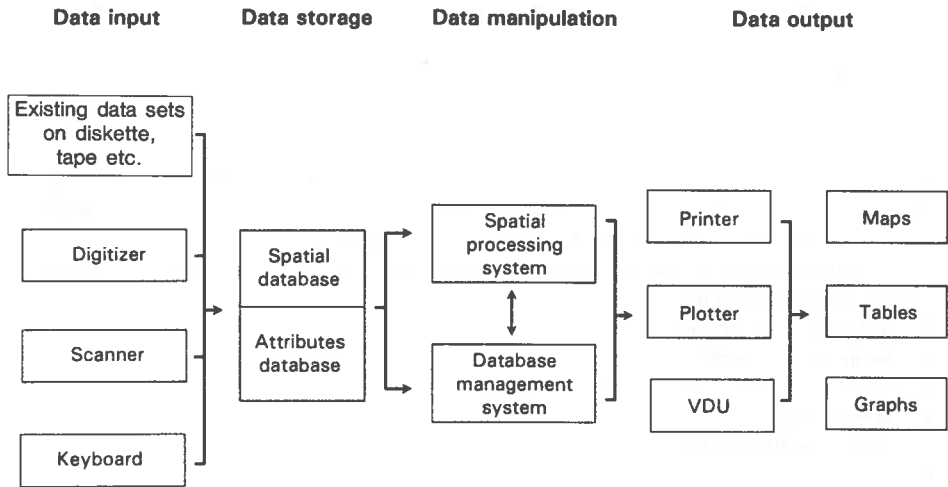 Data input
Data storage
Data manipulation
Data output
Existing data sets
on diskette,
tape etc.
Digitizer
Scanner
Keyboard
Spatial
database
Attributes
database
Spatial
processing
system
Database
management
system
Printer
Plotter
VDU
Maps
Tables
Graphs